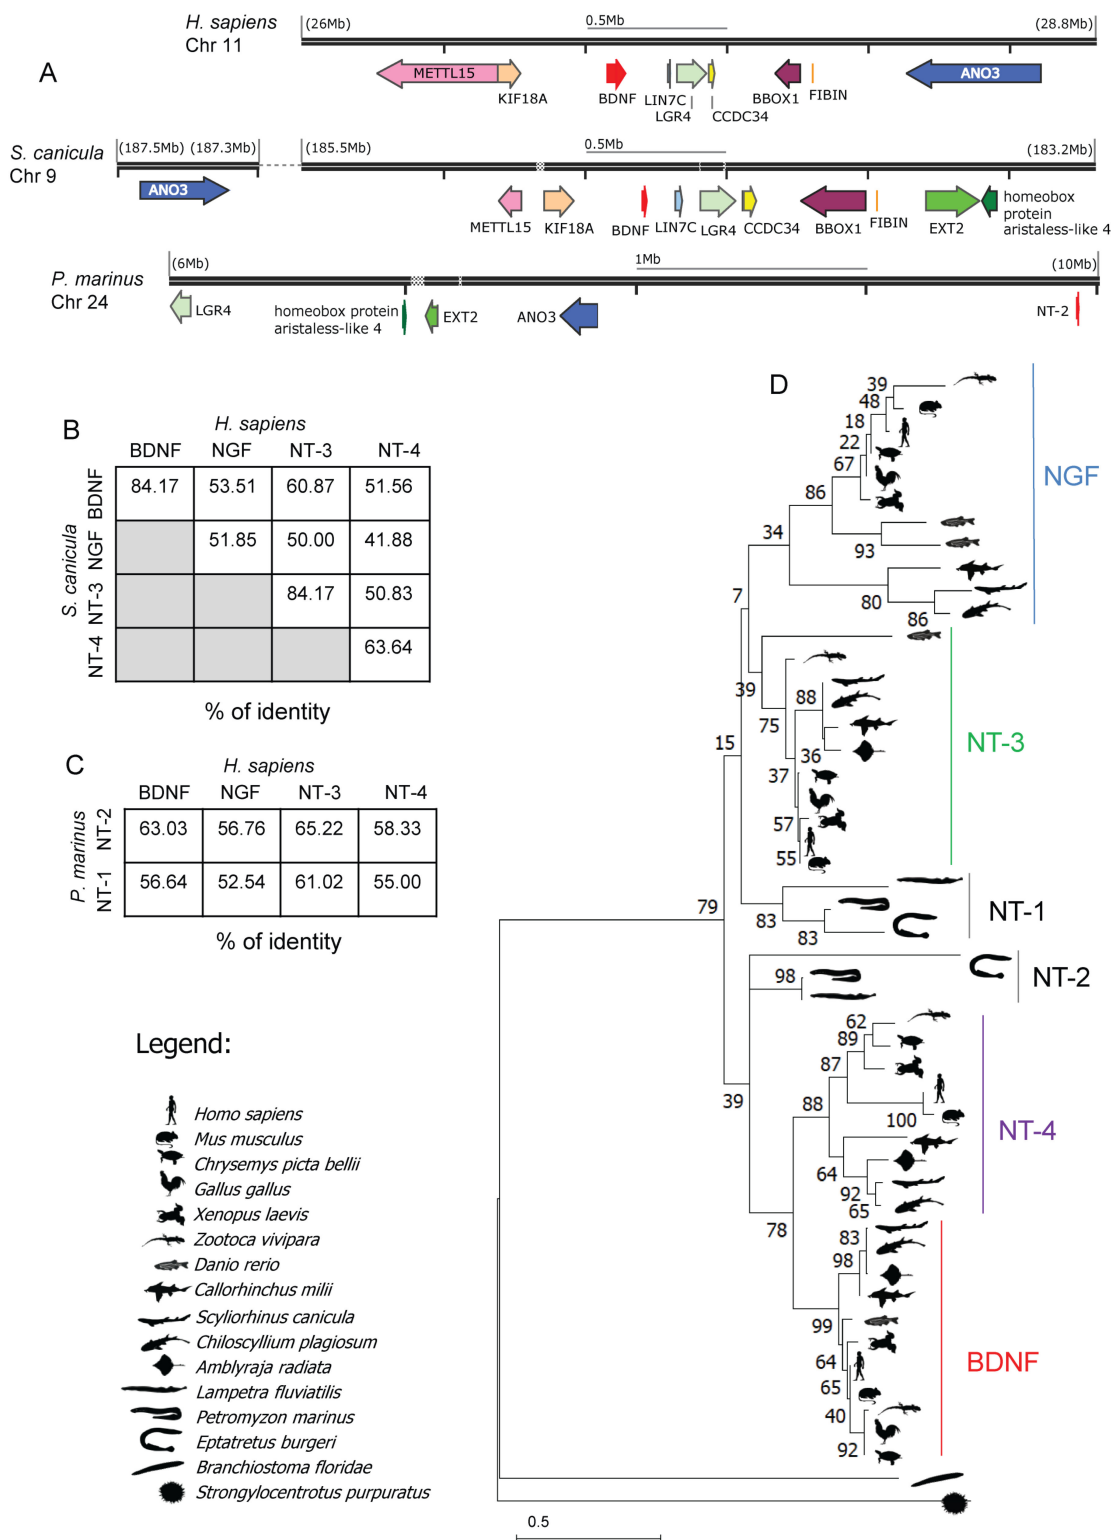 H. sapiens
Chr 11
(26Mb)
0.5Mb
(28.8Mb)
A
METTL15
KIF18A
BDNF
LIN7C
LGR4
CCDC34
BBOX1
FIBIN
ANO3
S. canicula
Chr 9
(187.5Mb)
(187.3Mb)
(185.5Mb)
0.5Mb
(183.2Mb)
ANO3
METTL15
KIF18A
BDNF
LIN7C
LGR4
CCDC34
BBOX1
FIBIN
EXT2
homeobox
protein
aristaless-like 4
P. marinus
Chr 24
(6Mb)
1Mb
(10Mb)
LGR4
homeobox protein
aristaless-like 4
EXT2
ANO3
NT-2
B
H. sapiens
BDNF NGF NT-3 NT-4
S. canicula
BDNF 84.17 53.51 60.87 51.56
NGF 51.85 50.00 41.88
NT-3 84.17 50.83
NT-4 63.64
% of identity
C
H. sapiens
BDNF NGF NT-3 NT-4
P. marinus
NT-2 63.03 56.76 65.22 58.33
NT-1 56.64 52.54 61.02 55.00
% of identity
D
39
48
18
22
67
86
34
93
7
80
86
NGF
39
88
75
36
15
37
57
55
NT-3
79
83
83
NT-1
98
NT-2
62
89
87
88
39
100
64
92
65
NT-4
78
83
98
99
64
65
40
92
BDNF
0.5
Legend:
Homo sapiens
Mus musculus
Chrysemys picta bellii
Gallus gallus
Xenopus laevis
Zootoca vivipara
Danio rerio
Callorhinchus milii
Scyliorhinus canicula
Chiloscyllium plagiosum
Amblyraja radiata
Lampetra fluviatilis
Petromyzon marinus
Eptatretus burgeri
Branchiostoma floridae
Strongylocentrotus purpuratus